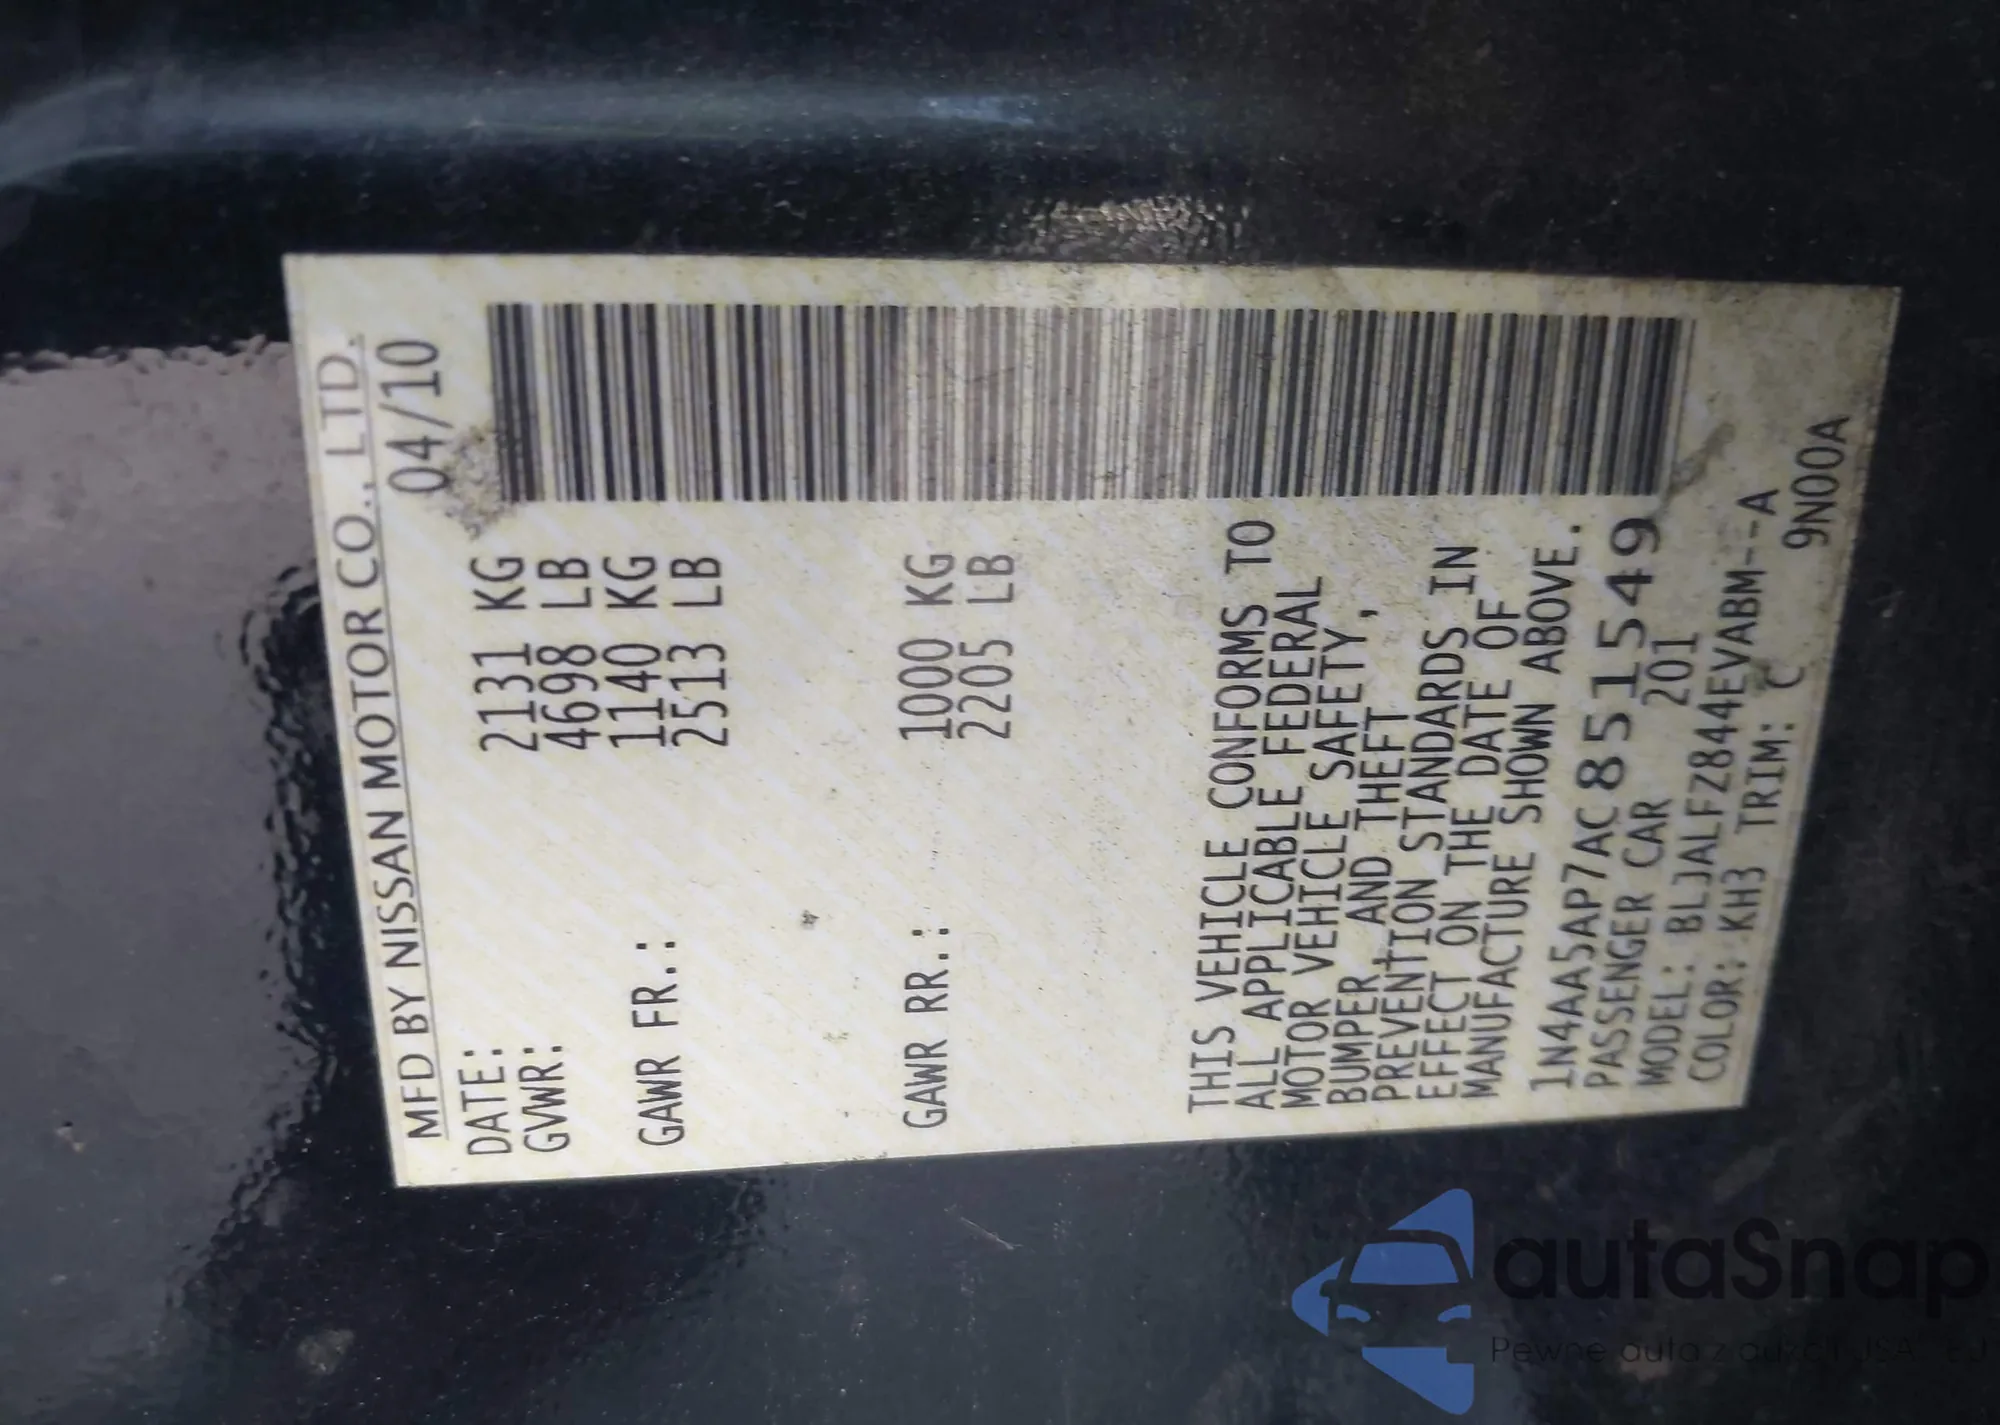 MFD BY NISSAN MOTOR CO., LTD.
DATE: 04/10
GVWR: 2131 KG
4698 LB
GAWR FR.: 1140 KG
2513 LB
GAWR RR.: 1000 KG
2205 LB
THIS VEHICLE CONFORMS TO
ALL APPLICABLE FEDERAL
MOTOR VEHICLE SAFETY,
BUMPER, AND THEFT
PREVENTION STANDARDS IN
EFFECT ON THE DATE OF
MANUFACTURE SHOWN ABOVE.
1N4AA5AP7AC851549
PASSENGER CAR 201
MODEL: BLJALFZ844EVABM--A
COLOR: KH3 TRIM: C 9N00A
autaSnap
Pewne auta z